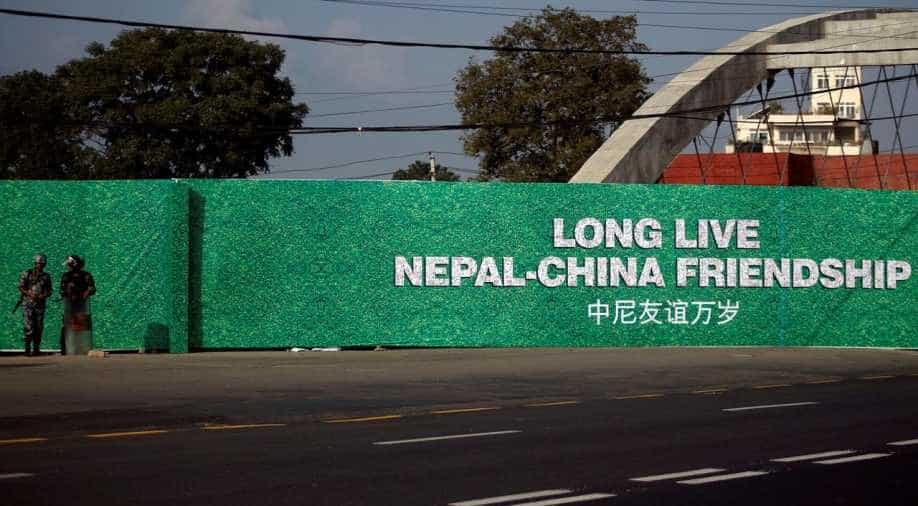 LONG LIVE
NEPAL-CHINA FRIENDSHIP
中尼友谊万岁